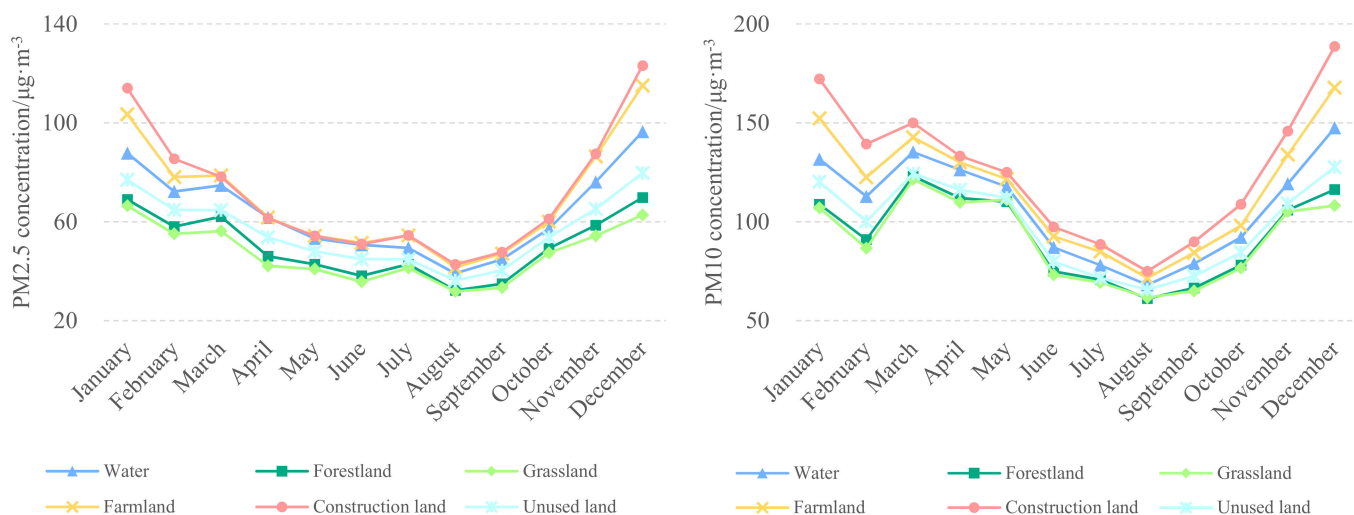 PM2.5 concentration/μg·m-3
140
100
60
20
January
February
March
April
May
June
July
August
September
October
November
December
Water
Forestland
Grassland
Farmland
Construction land
Unused land
PM10 concentration/μg·m-3
200
150
100
50
January
February
March
April
May
June
July
August
September
October
November
December
Water
Forestland
Grassland
Farmland
Construction land
Unused land